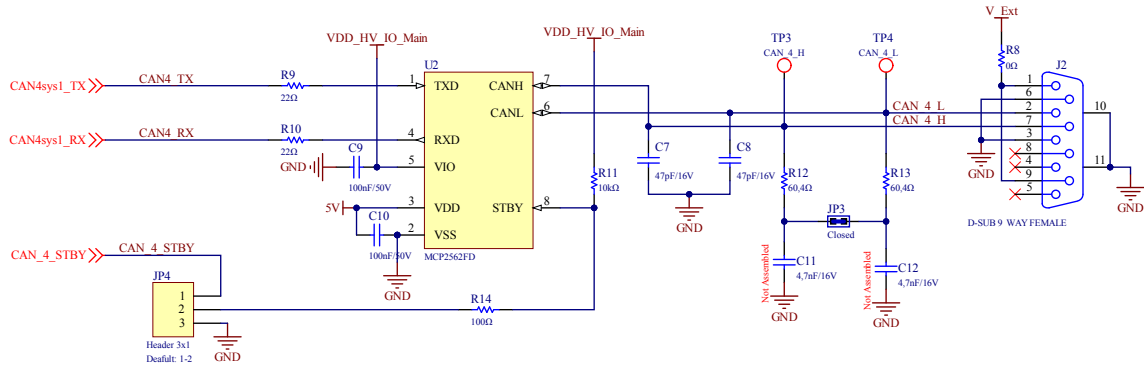 V_Ext
VDD_HV_IO_Main
VDD_HV_IO_Main
TP3
CAN_4_H
TP4
CAN_4_L
R8
0Ω
J2
U2
CAN4sys1_TX
CAN4_TX
R9
22Ω
1
TXD
CANH
7
CANL
6
CAN_4_L
CAN_4_H
1
6
2
7
3
8
4
9
5
10
11
CAN4sys1_RX
CAN4_RX
R10
22Ω
4
RXD
GND
C9
100nF/50V
5
VIO
C7
47pF/16V
C8
47pF/16V
GND
GND
GND
R11
10kΩ
R12
60,4Ω
R13
60,4Ω
5V
3
VDD
STBY
8
C10
100nF/50V
2
VSS
MCP2562FD
GND
JP3
Closed
D-SUB 9 WAY FEMALE
CAN_4_STBY
CAN_4_STBY
Not Assembled
C11
4,7nF/16V
GND
Not Assembled
C12
4,7nF/16V
GND
JP4
1
2
3
R14
100Ω
GND
Header 3x1
Deafult: 1-2